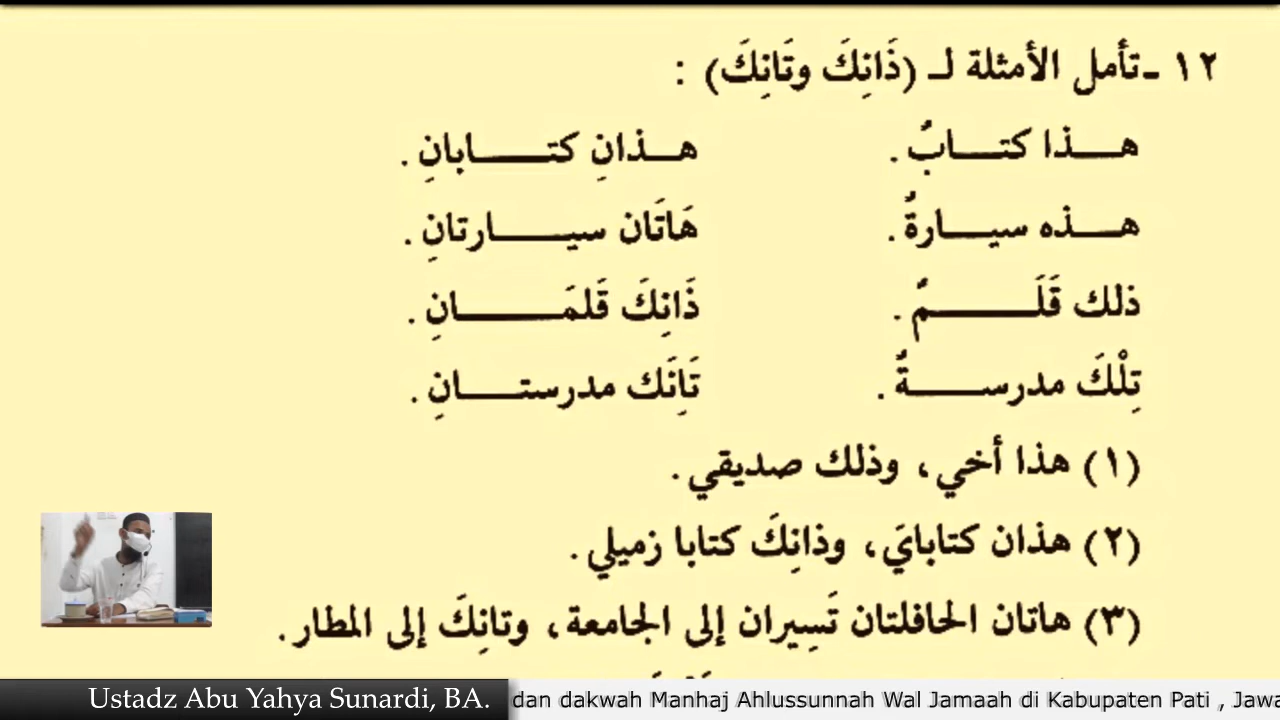 ١٢ - تأمل الأمثلة لـ (ذَانِكَ وتَانِكَ) :
هـــذا كتـــابٌ . هـــذانِ كتـــابانِ .
هـــذه سيـــارةٌ . هَاتَان سيـــارتانِ .
ذلك قَلَـــمٌ . ذَانِكَ قَلمَـــانِ .
تِلْكَ مدرســـةٌ . تَانِكَ مدرستـــانِ .
(١) هذا أخي، وذلك صديقي .
(٢) هذان كتابايَ، وذانِكَ كتابا زميلي .
(٣) هاتان الحافلتان تَسِيران إلى الجامعة، وتانِكَ إلى المطار .
Ustadz Abu Yahya Sunardi, BA. dan dakwah Manhaj Ahlussunnah Wal Jamaah di Kabupaten Pati , Jawa